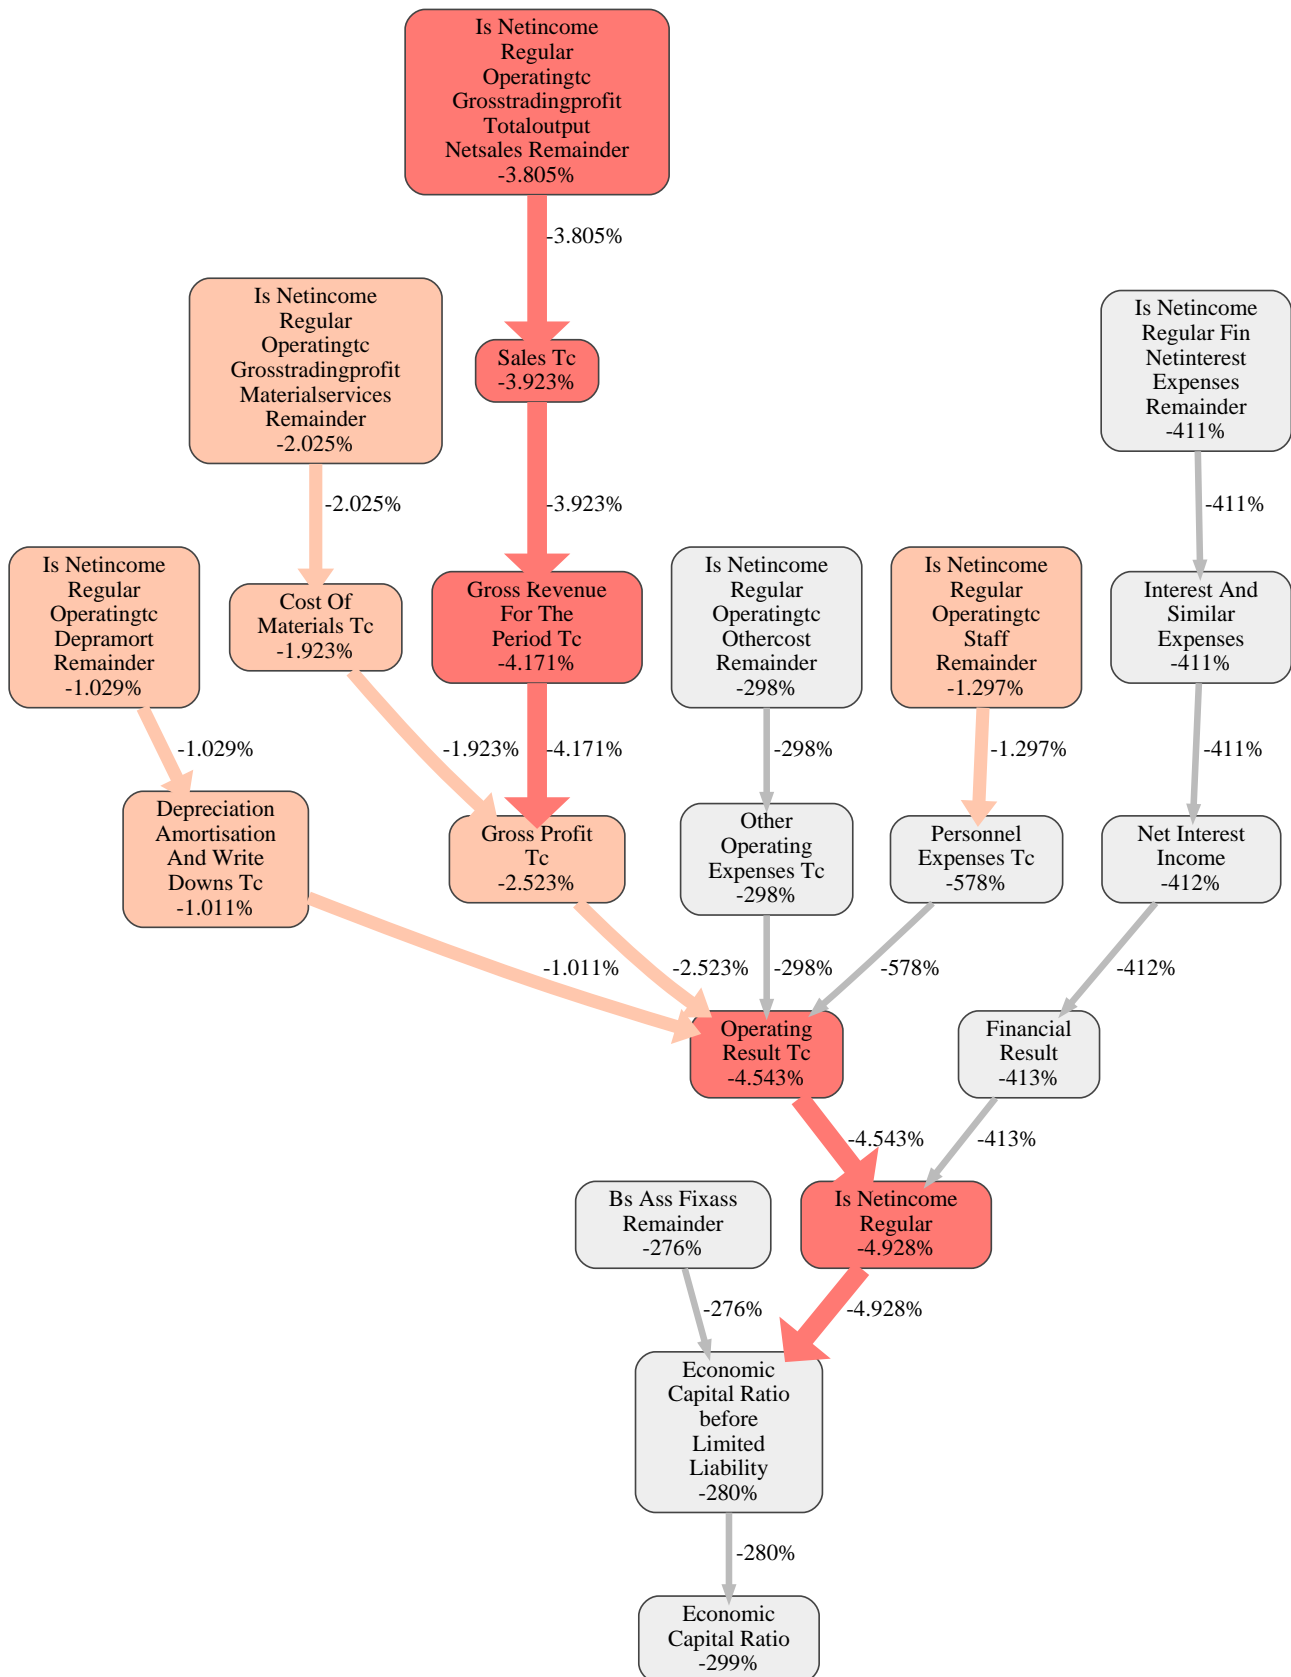 Is Netincome
Regular
Operatingtc
Grosstradingprofit
Totaloutput
Netsales Remainder
-3.805%
-3.805%
Is Netincome
Regular
Operatingtc
Grosstradingprofit
Materialservices
Remainder
-2.025%
Is Netincome
Regular Fin
Netinterest
Expenses
Remainder
-411%
Sales Tc
-3.923%
-2.025%
-3.923%
-411%
Is Netincome
Regular
Operatingtc
Depramort
Remainder
-1.029%
Cost Of
Materials Tc
-1.923%
Gross Revenue
For The
Period Tc
-4.171%
Is Netincome
Regular
Operatingtc
Othercost
Remainder
-298%
Is Netincome
Regular
Operatingtc
Staff
Remainder
-1.297%
Interest And
Similar
Expenses
-411%
-1.029%
-1.923%
-4.171%
-298%
-1.297%
-411%
Depreciation
Amortisation
And Write
Downs Tc
-1.011%
Gross Profit
Tc
-2.523%
Other
Operating
Expenses Tc
-298%
Personnel
Expenses Tc
-578%
Net Interest
Income
-412%
-1.011%
-2.523%
-298%
-578%
-412%
Operating
Result Tc
-4.543%
Financial
Result
-413%
-4.543%
-413%
Bs Ass Fixass
Remainder
-276%
Is Netincome
Regular
-4.928%
-276%
-4.928%
Economic
Capital Ratio
before
Limited
Liability
-280%
-280%
Economic
Capital Ratio
-299%